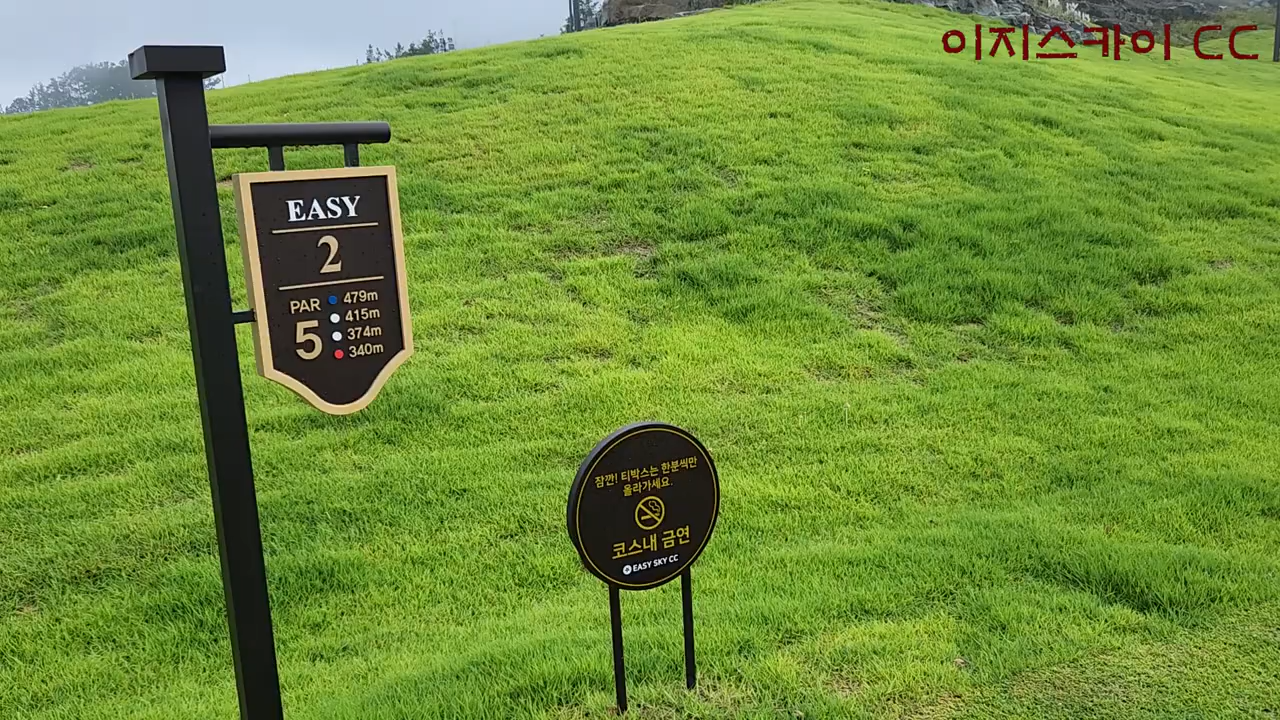 이지스카이 CC
EASY
2
PAR 5
479m
415m
374m
340m
잠깐! 티박스는 한분씩만
올라가세요.
코스내 금연
EASY SKY CC